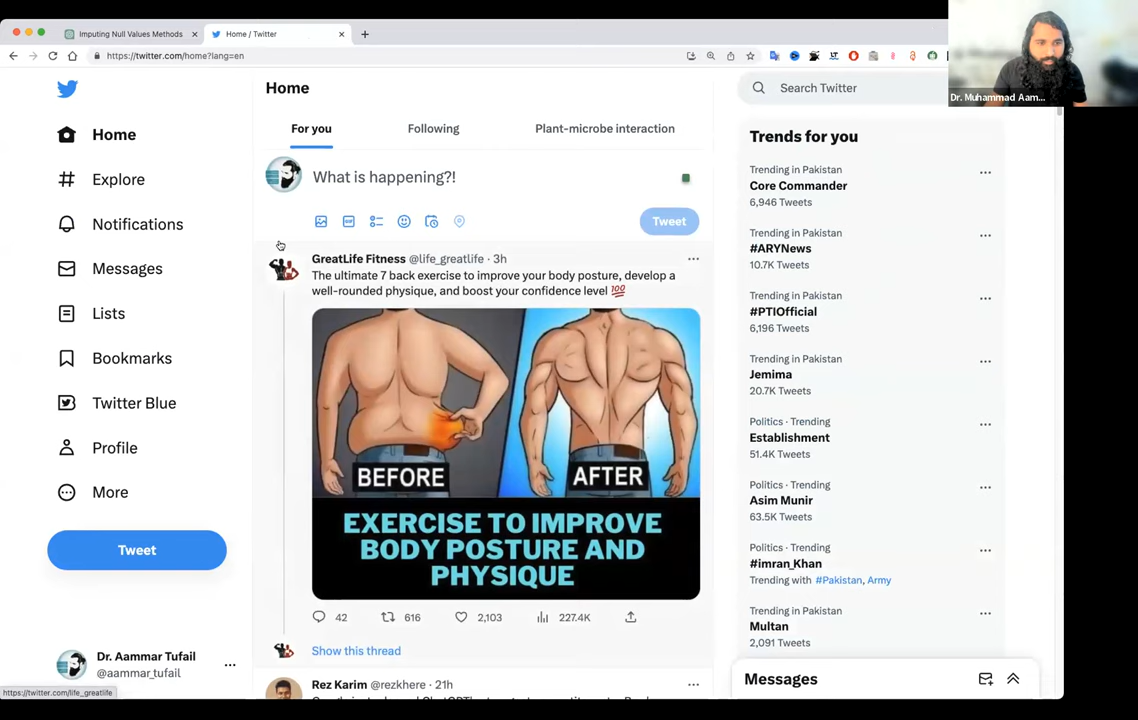 Imputing Null Values Methods
Home / Twitter
https://twitter.com/home?lang=en
Dr. Muhammad Aam...
Home
Explore
Notifications
Messages
Lists
Bookmarks
Twitter Blue
Profile
More
Tweet
Dr. Aammar Tufail
@aammar_tufail
https://twitter.com/life_greatlife
Home
For you
Following
Plant-microbe interaction
What is happening?!
GIF
Tweet
GreatLife Fitness @life_greatlife · 3h
The ultimate 7 back exercise to improve your body posture, develop a
well-rounded physique, and boost your confidence level 💯
BEFORE
AFTER
EXERCISE TO IMPROVE
BODY POSTURE AND
PHYSIQUE
42
616
2,103
227.4K
Show this thread
Rez Karim @rezkhere · 21h
Search Twitter
Trends for you
Trending in Pakistan
Core Commander
6,946 Tweets
Trending in Pakistan
#ARYNews
10.7K Tweets
Trending in Pakistan
#PTIOfficial
6,196 Tweets
Trending in Pakistan
Jemima
20.7K Tweets
Politics · Trending
Establishment
51.4K Tweets
Politics · Trending
Asim Munir
63.5K Tweets
Politics · Trending
#imran_Khan
Trending with #Pakistan, Army
Trending in Pakistan
Multan
2,091 Tweets
Messages